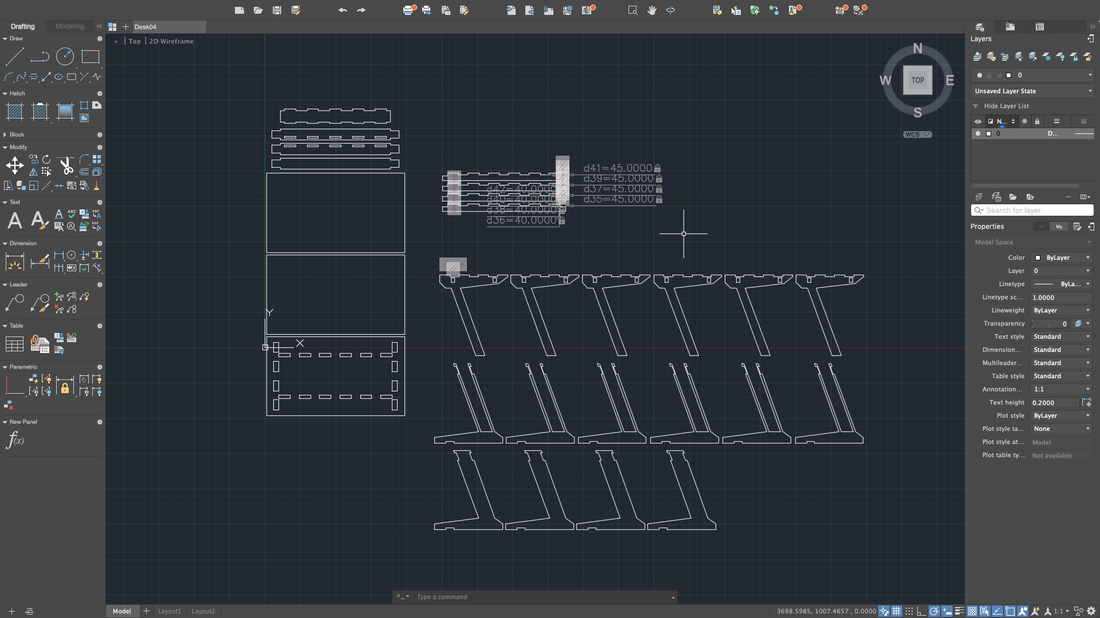 Drafting
Modeling
Desk04
+ | Top | 2D Wireframe
Draw
Hatch
Block
Modify
Text
Dimension
Leader
Table
Parametric
New Panel
f(x)
N
W
TOP
E
S
WCS
d41=45.0000
d39=45.0000
d37=45.0000
d35=45.0000
d38=40.0000
d36=40.0000
Y
X
Layers
0
Unsaved Layer State
Hide Layer List
N...
0
D...
Search for layer
Properties
All
My
Model Space
Color
ByLayer
Layer
0
Linetype
ByLa...
Linetype sc...
1.0000
Lineweight
ByLayer
Transparency
0
Text style
Standard
Dimension...
Standard
Multileader...
Standard
Table style
Standard
Annotation...
1:1
Text height
0.2000
Plot style
ByLayer
Plot style ta...
None
Plot style at...
Model
Plot table ty...
Not available
>_
Type a command
Model
Layout1
Layout2
3698.5985, 1007.4657 , 0.0000
1:1